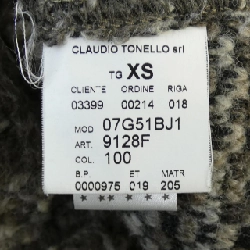 CLAUDIO TONELLO srl
TG XS
CLIENTE ORDINE RIGA
03399 00214 018
MOD 07G51BJ1
ART. 9128F
COL. 100
B.P. ET MATR
0000975 019 205
★ ★ ★ ★ ★ ★ ★